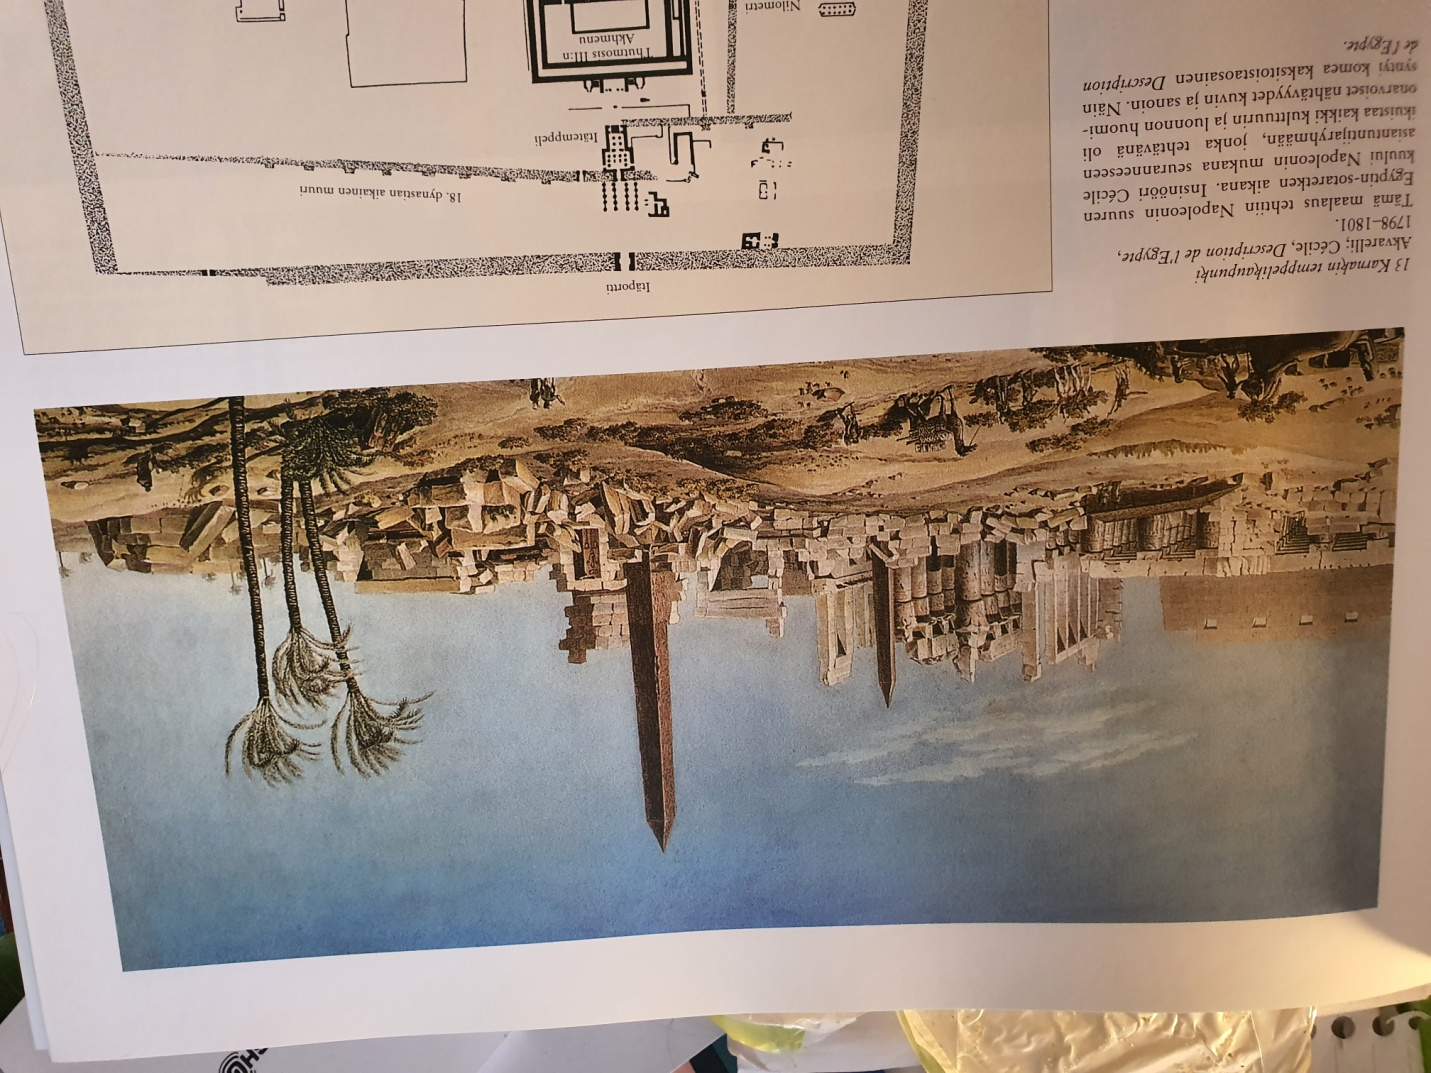 13 Karnakin temppelikaupunki
Akvarelli; Cécile, Description de l'Egypte,
1798–1801.
Tämä maalaus tehtiin Napoleonin suuren
Egyptin-sotaretken aikana. Insinööri Cécile
kuului Napoleonin mukana seuranneeseen
asiantuntijaryhmään, jonka tehtävänä oli
ikuistaa kaikki kulttuurin ja luonnon huomi-
onarvoiset nähtävyydet kuvin ja sanoin. Näin
syntyi komea kaksitoistaosainen Description
de l'Egypte.
Itäportti
18. dynastian aikainen muuri
Itätemppeli
Thutmosis III:n
Akhmenu
Nilometri